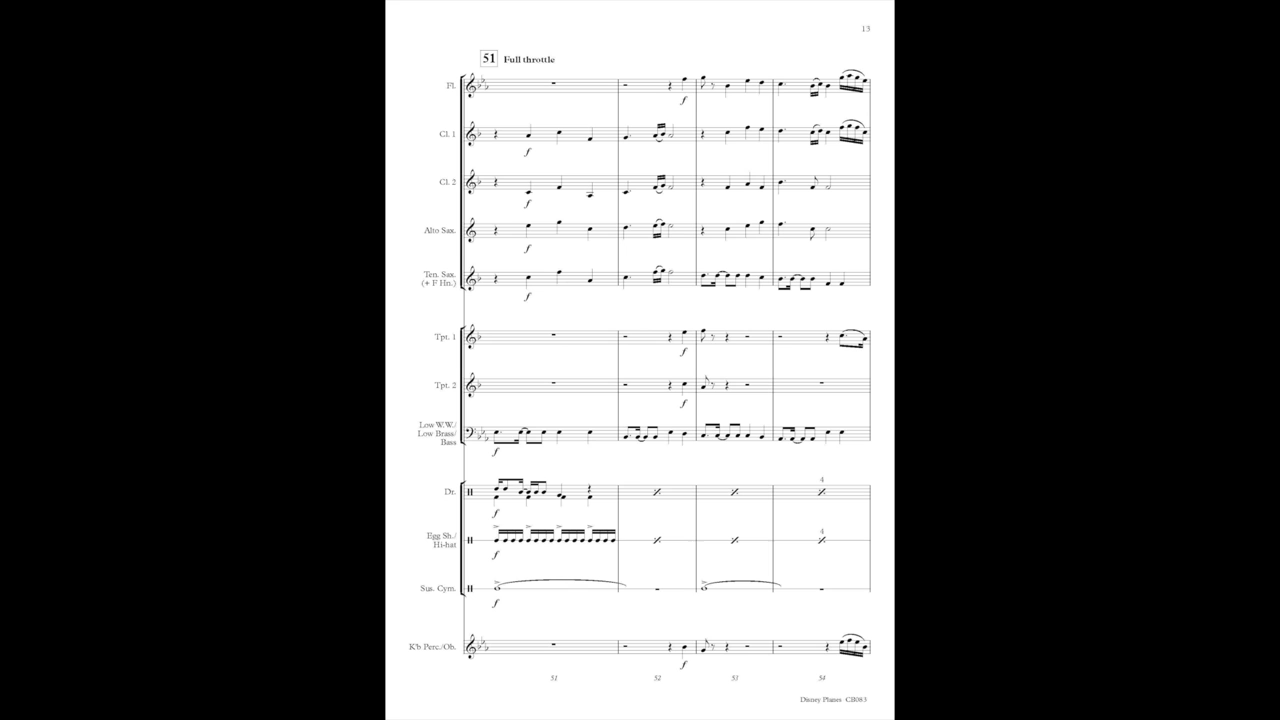 13
51 Full throttle
Fl.
f
Cl. 1
f
Cl. 2
f
Alto Sax.
f
Ten. Sax.
(+ F Hn.)
f
Tpt. 1
f
Tpt. 2
f
Low W.W./
Low Brass/
Bass
f
4
Dr.
f
4
Egg Sh./
Hi-hat
f
Sus. Cym.
f
K'b Perc./Ob.
f
51 52 53 54
Disney Planes CB083